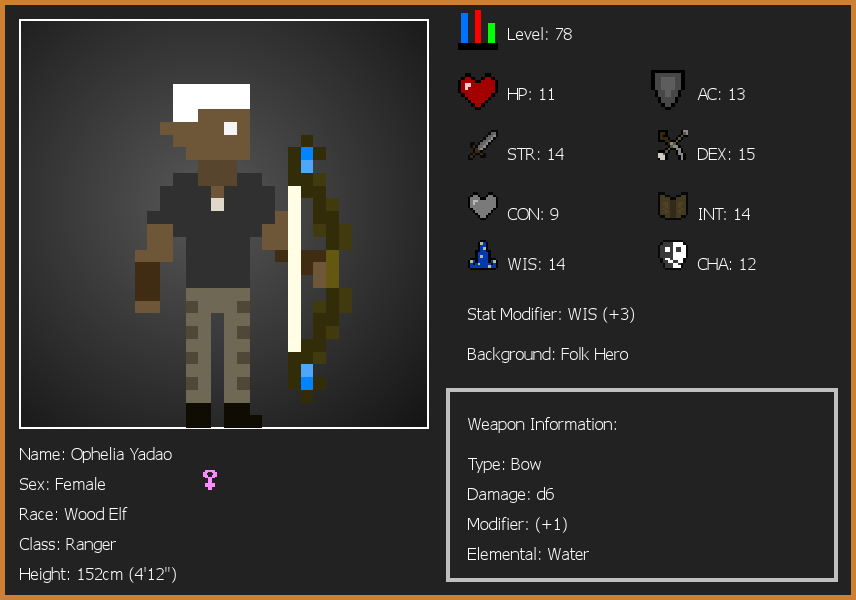 Level: 78
HP: 11
AC: 13
STR: 14
DEX: 15
CON: 9
INT: 14
WIS: 14
CHA: 12
Stat Modifier: WIS (+3)
Background: Folk Hero
Weapon Information:
Type: Bow
Damage: d6
Modifier: (+1)
Elemental: Water
Name: Ophelia Yadao
Sex: Female
Race: Wood Elf
Class: Ranger
Height: 152cm (4'12")